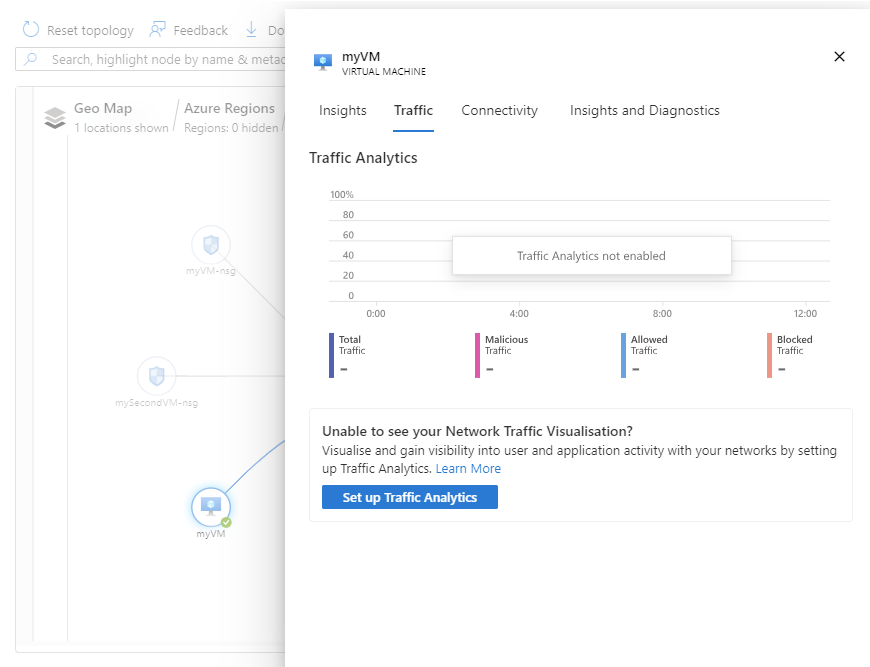 Reset topology
Feedback
Search, highlight node by name & 
Geo Map
1 locations shown
Azure Regions
Regions: 0 hidden
myVM-nsg
mySecondVM-nsg
myVM
myVM
VIRTUAL MACHINE
Insights
Traffic
Connectivity
Insights and Diagnostics
Traffic Analytics
100%
80
60
40
20
0
Traffic Analytics not enabled
0:00
4:00
8:00
12:00
Total
Traffic
--
Malicious
Traffic
--
Allowed
Traffic
--
Blocked
Traffic
--
Unable to see your Network Traffic Visualisation?
Visualise and gain visibility into user and application activity with your networks by setting
up Traffic Analytics. Learn More
Set up Traffic Analytics